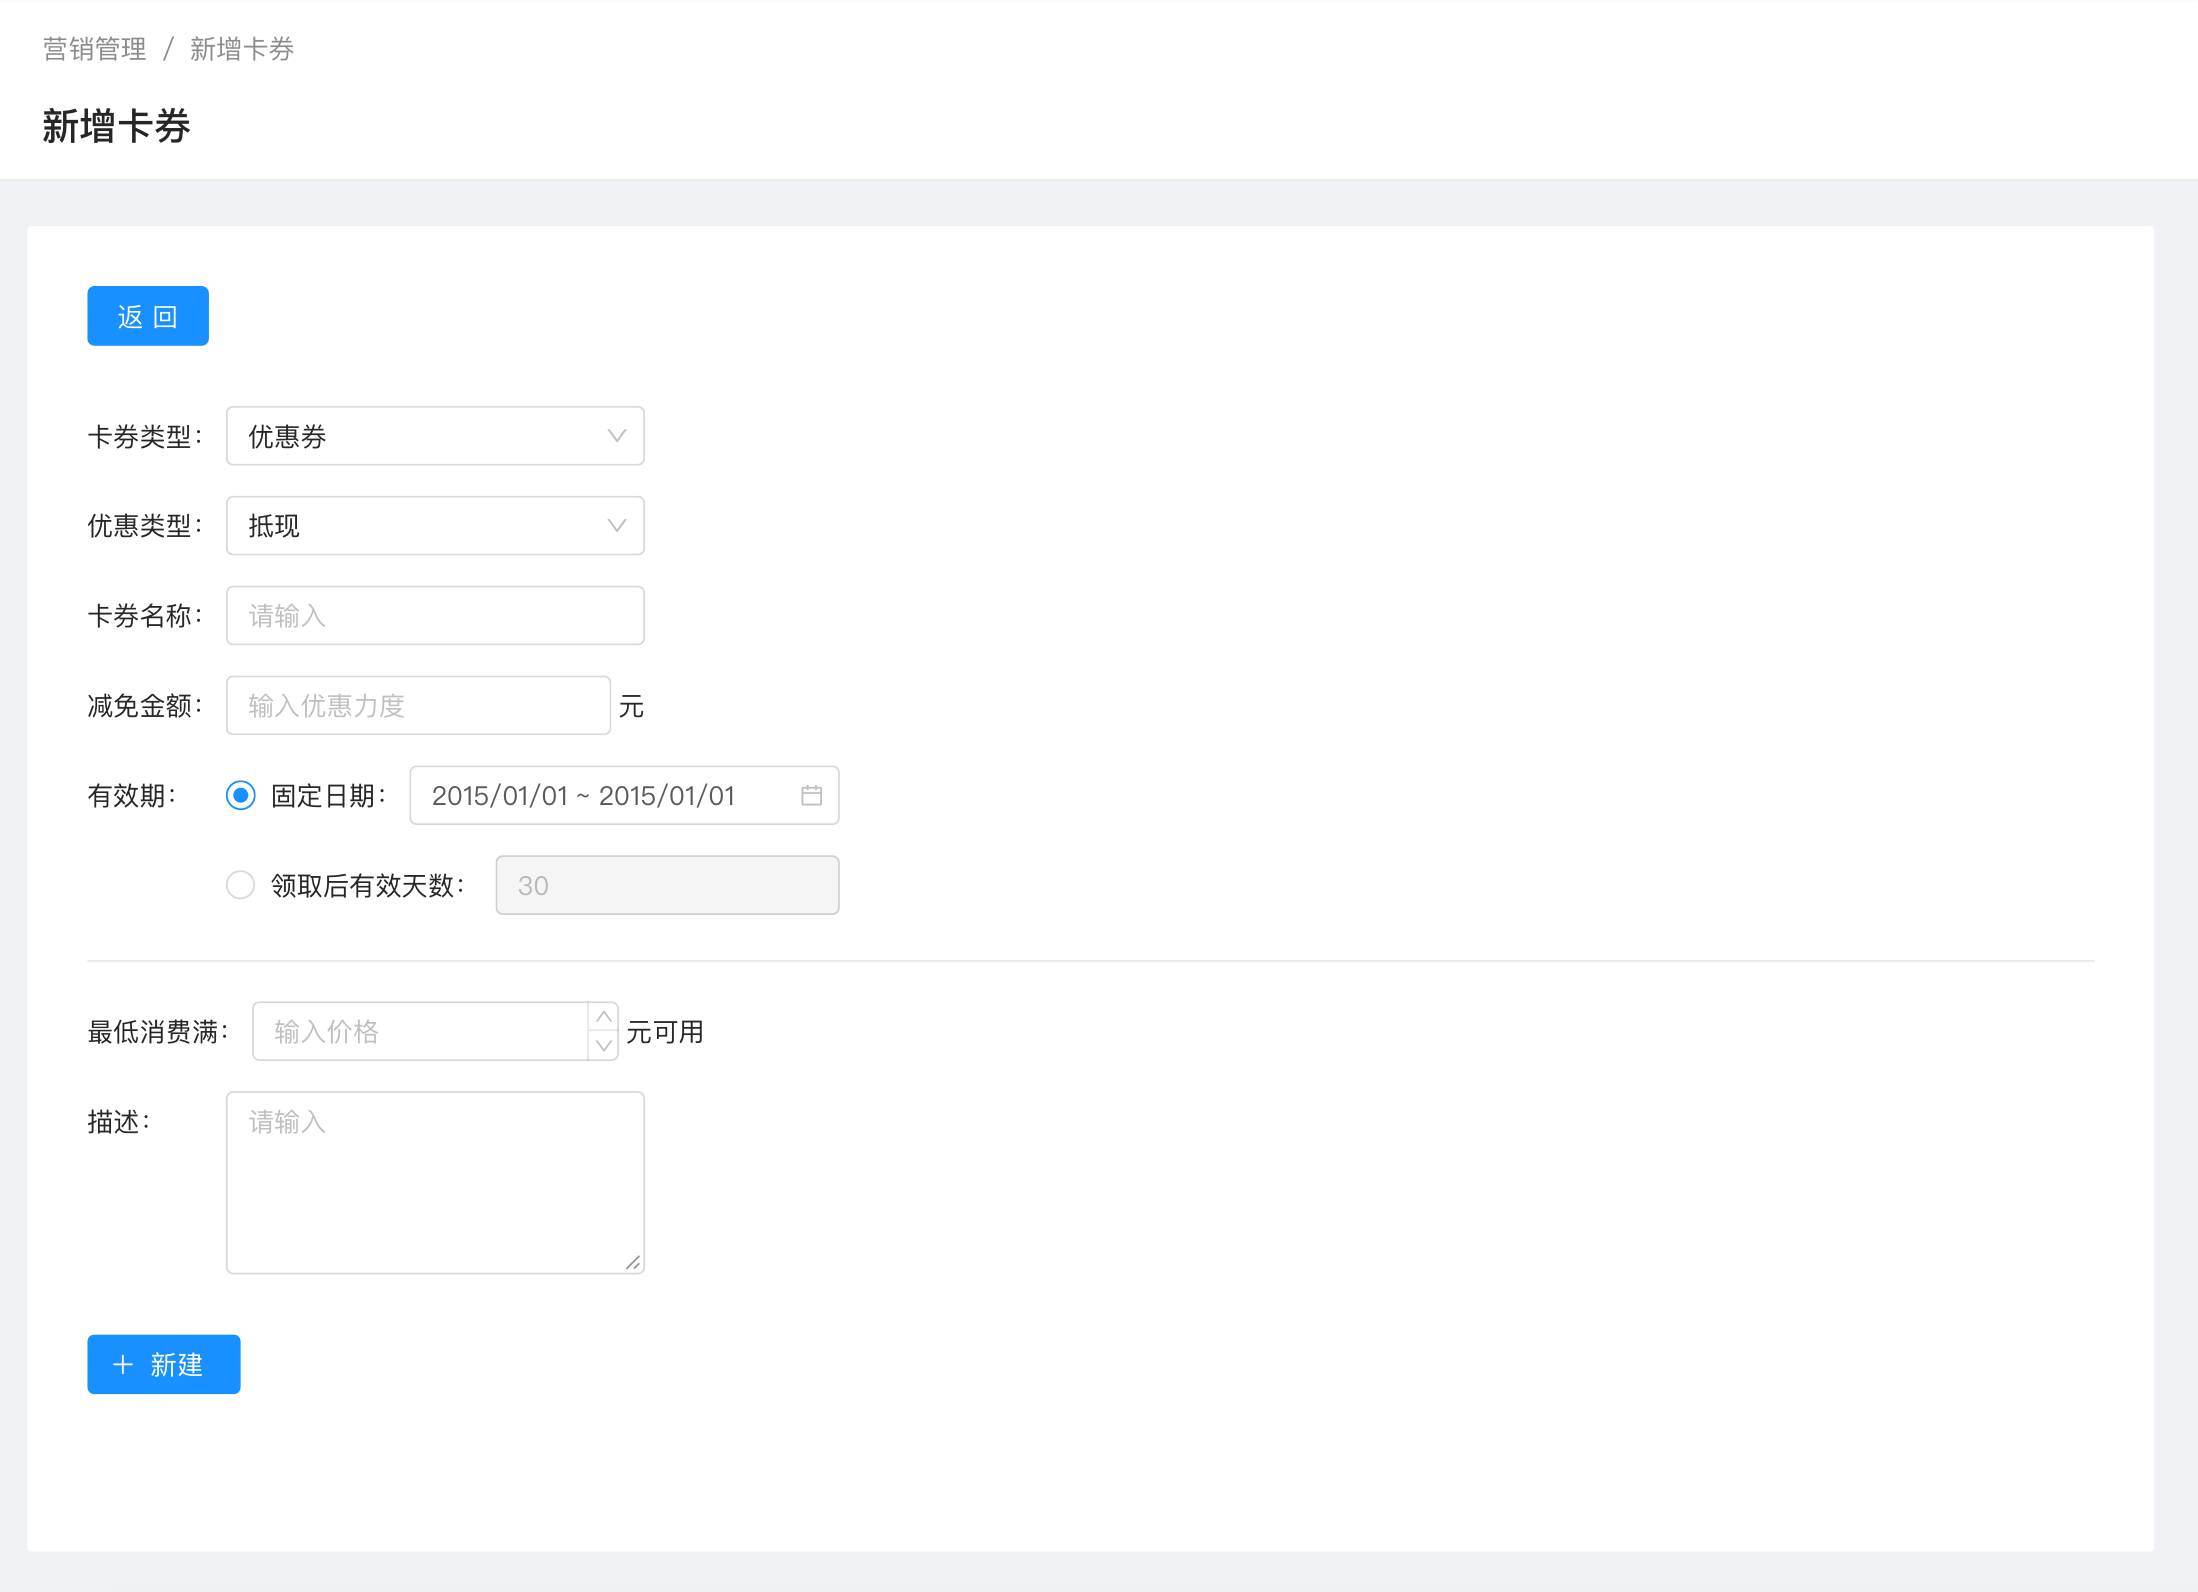 营销管理 / 新增卡券
新增卡券
返 回
卡券类型： 优惠券
优惠类型： 抵现
卡券名称： 请输入
减免金额： 输入优惠力度 元
有效期： 固定日期： 2015/01/01 ~ 2015/01/01
领取后有效天数： 30
最低消费满： 输入价格 元可用
描述： 请输入
+ 新建